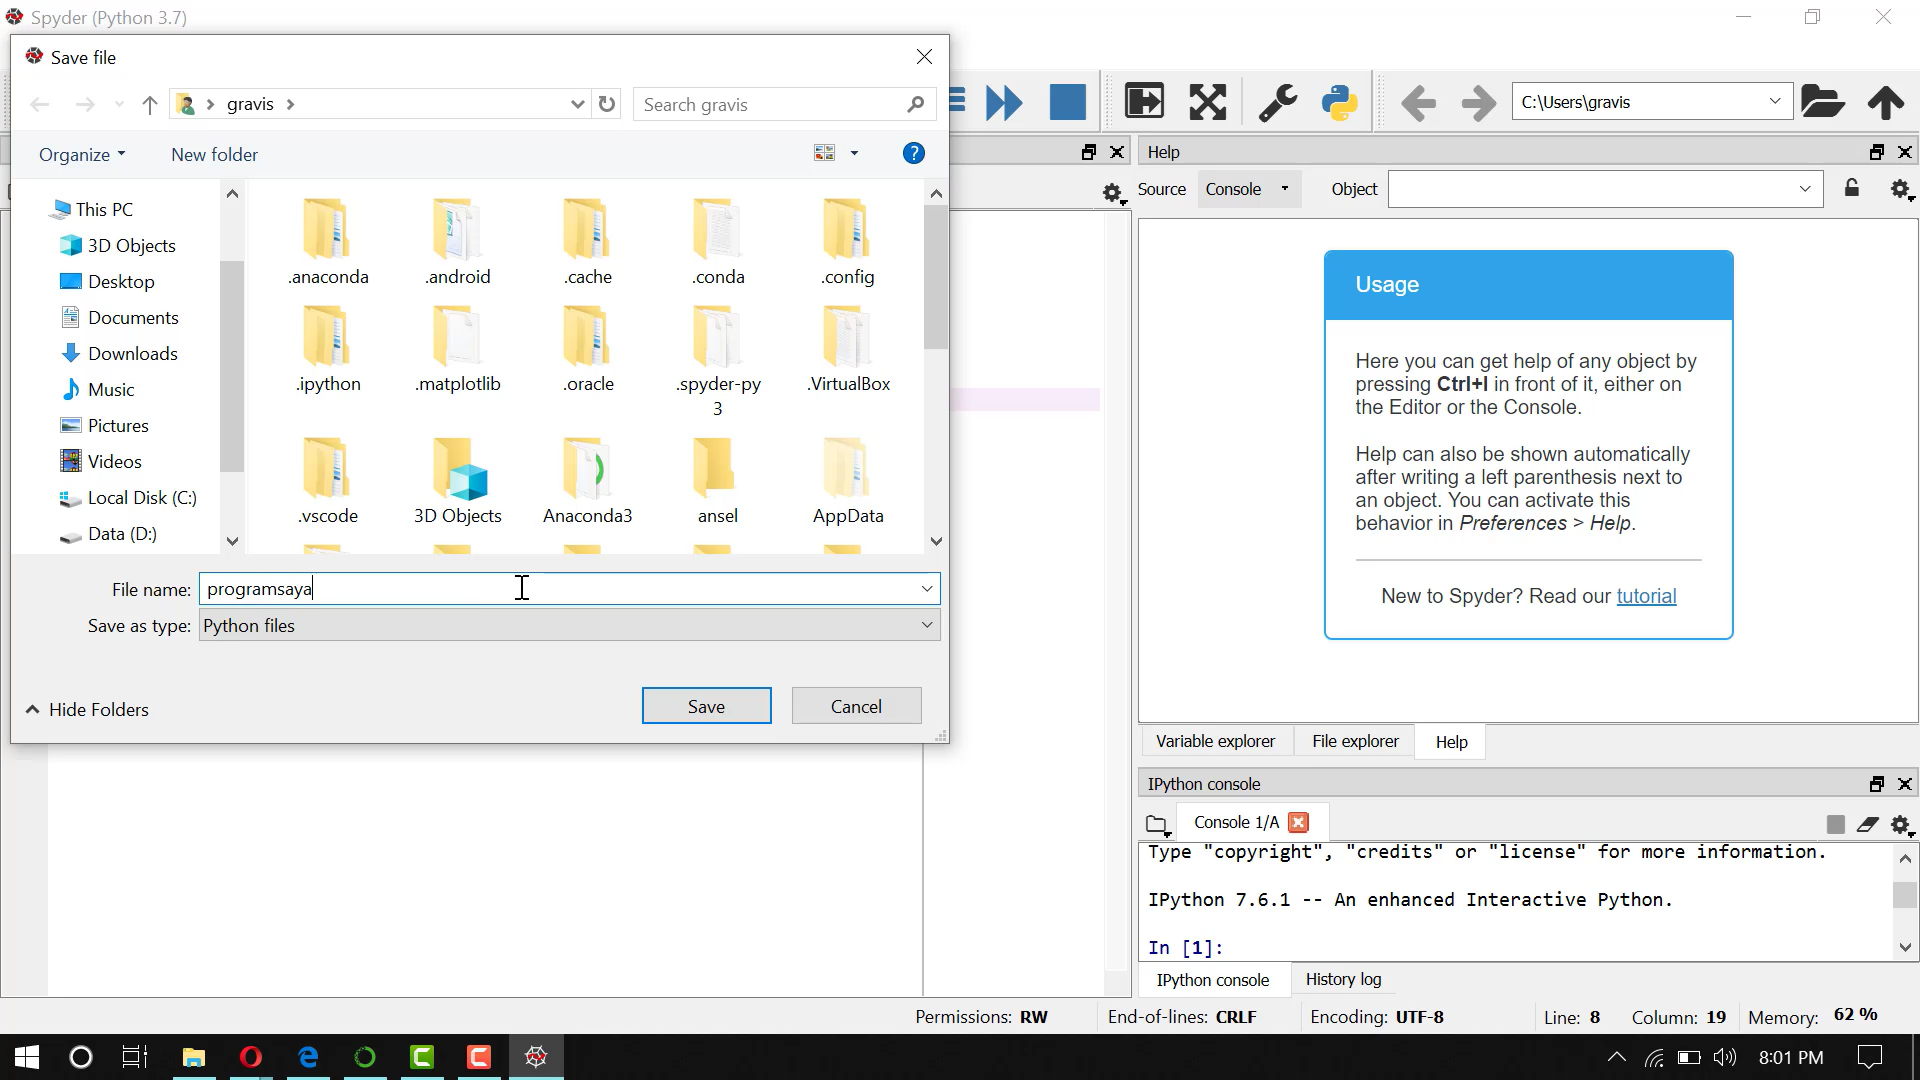 Spyder (Python 3.7)
Save file
gravis
Search gravis
C:\Users\gravis
Organize
New folder
?
Help
Source
Console
Object
This PC
3D Objects
Desktop
Documents
Downloads
Music
Pictures
Videos
Local Disk (C:)
Data (D:)
.anaconda
.android
.cache
.conda
.config
.ipython
.matplotlib
.oracle
.spyder-py
3
.VirtualBox
.vscode
3D Objects
Anaconda3
ansel
AppData
File name:
programsaya
Save as type:
Python files
Hide Folders
Save
Cancel
Usage
Here you can get help of any object by
pressing Ctrl+I in front of it, either on
the Editor or the Console.
Help can also be shown automatically
after writing a left parenthesis next to
an object. You can activate this
behavior in Preferences > Help.
New to Spyder? Read our tutorial
Variable explorer
File explorer
Help
IPython console
Console 1/A
Type "copyright", "credits" or "license" for more information.
IPython 7.6.1 -- An enhanced Interactive Python.
In [1]:
IPython console
History log
Permissions: RW
End-of-lines: CRLF
Encoding: UTF-8
Line: 8
Column: 19
Memory: 62 %
8:01 PM